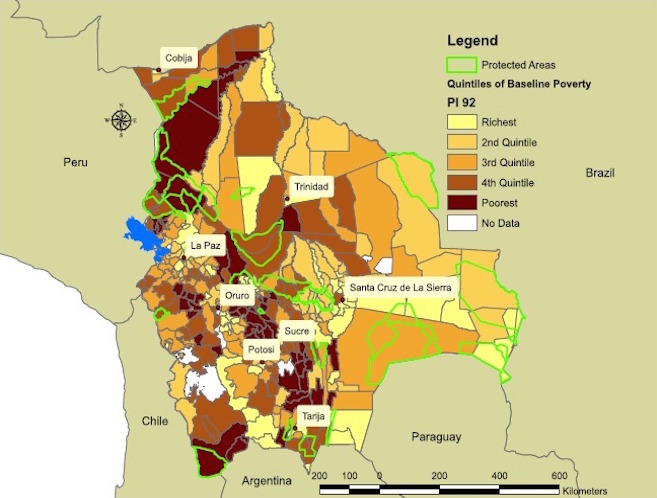 Legend
Protected Areas
Quintiles of Baseline Poverty
PI 92
Richest
2nd Quintile
3rd Quintile
4th Quintile
Poorest
No Data
Cobija
N
W E
S
Peru
Brazil
Trinidad
La Paz
Santa Cruz de La Sierra
Oruro
Sucre
Potosi
Tarija
Chile
Paraguay
Argentina
200 100 0 200 400 600
Kilometers